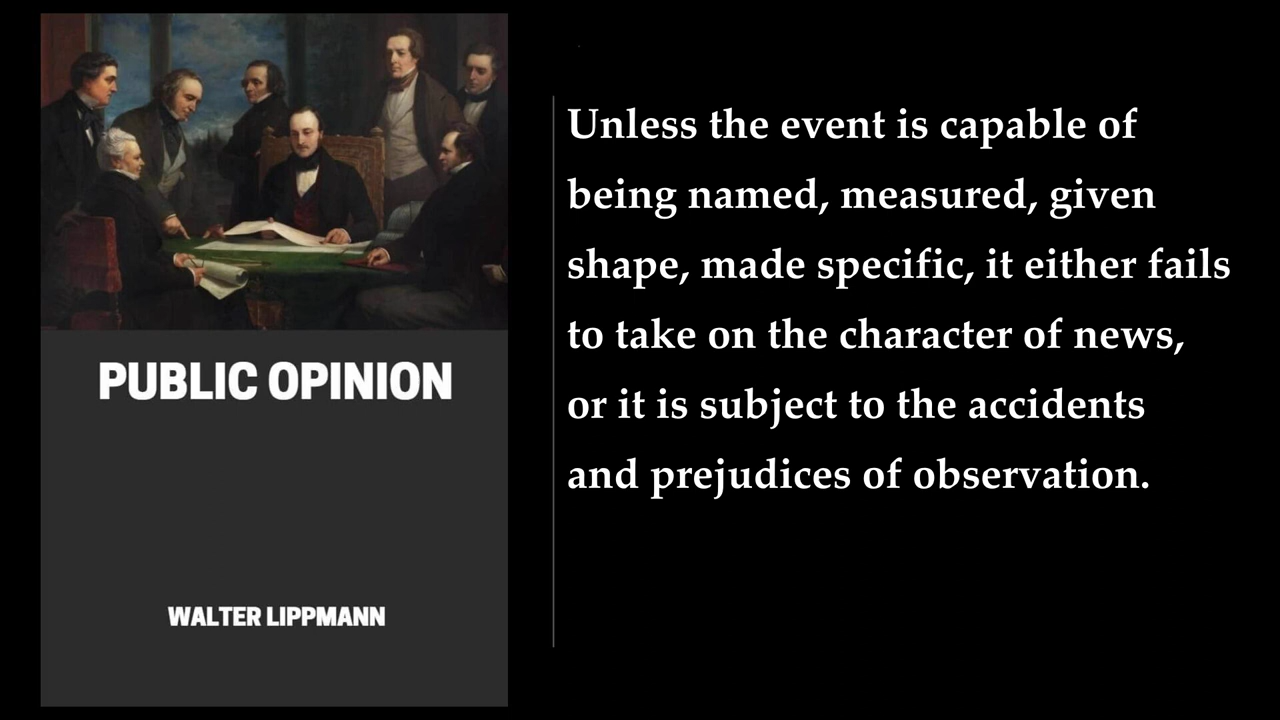 PUBLIC OPINION
WALTER LIPPMANN
Unless the event is capable of
being named, measured, given
shape, made specific, it either fails
to take on the character of news,
or it is subject to the accidents
and prejudices of observation.